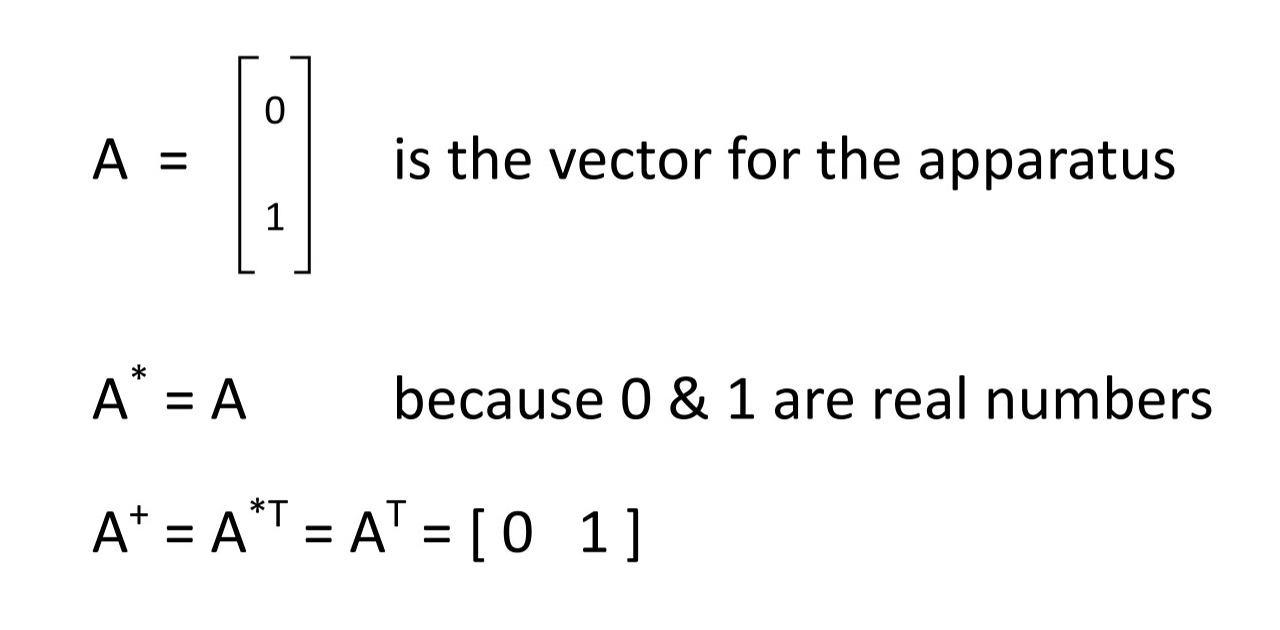 A = [ 0 1 ] is the vector for the apparatus
A* = A because 0 & 1 are real numbers
A⁺ = A*ᵀ = Aᵀ = [ 0 1 ]